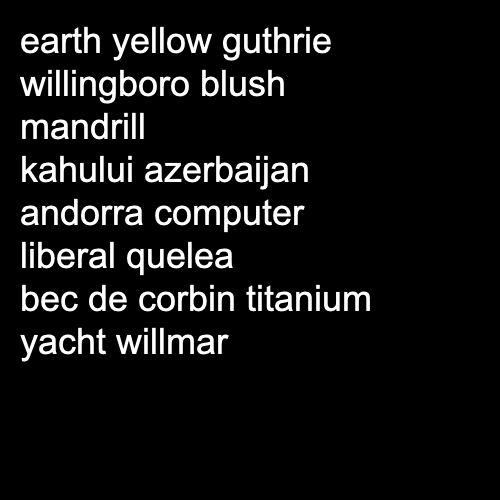 earth yellow guthrie
willingboro blush
mandrill
kahului azerbaijan
andorra computer
liberal quelea
bec de corbin titanium
yacht willmar